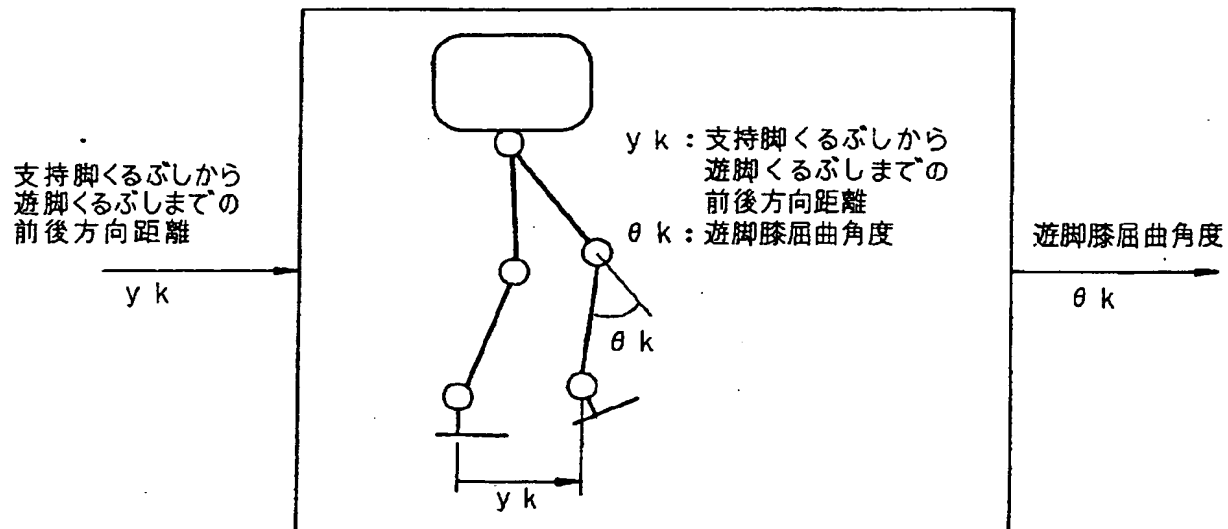 支持脚くるぶしから
遊脚くるぶしまでの
前後方向距離
y k
y k : 支持脚くるぶしから
遊脚くるぶしまでの
前後方向距離
θ k : 遊脚膝屈曲角度
θ k
y k
遊脚膝屈曲角度
θ k